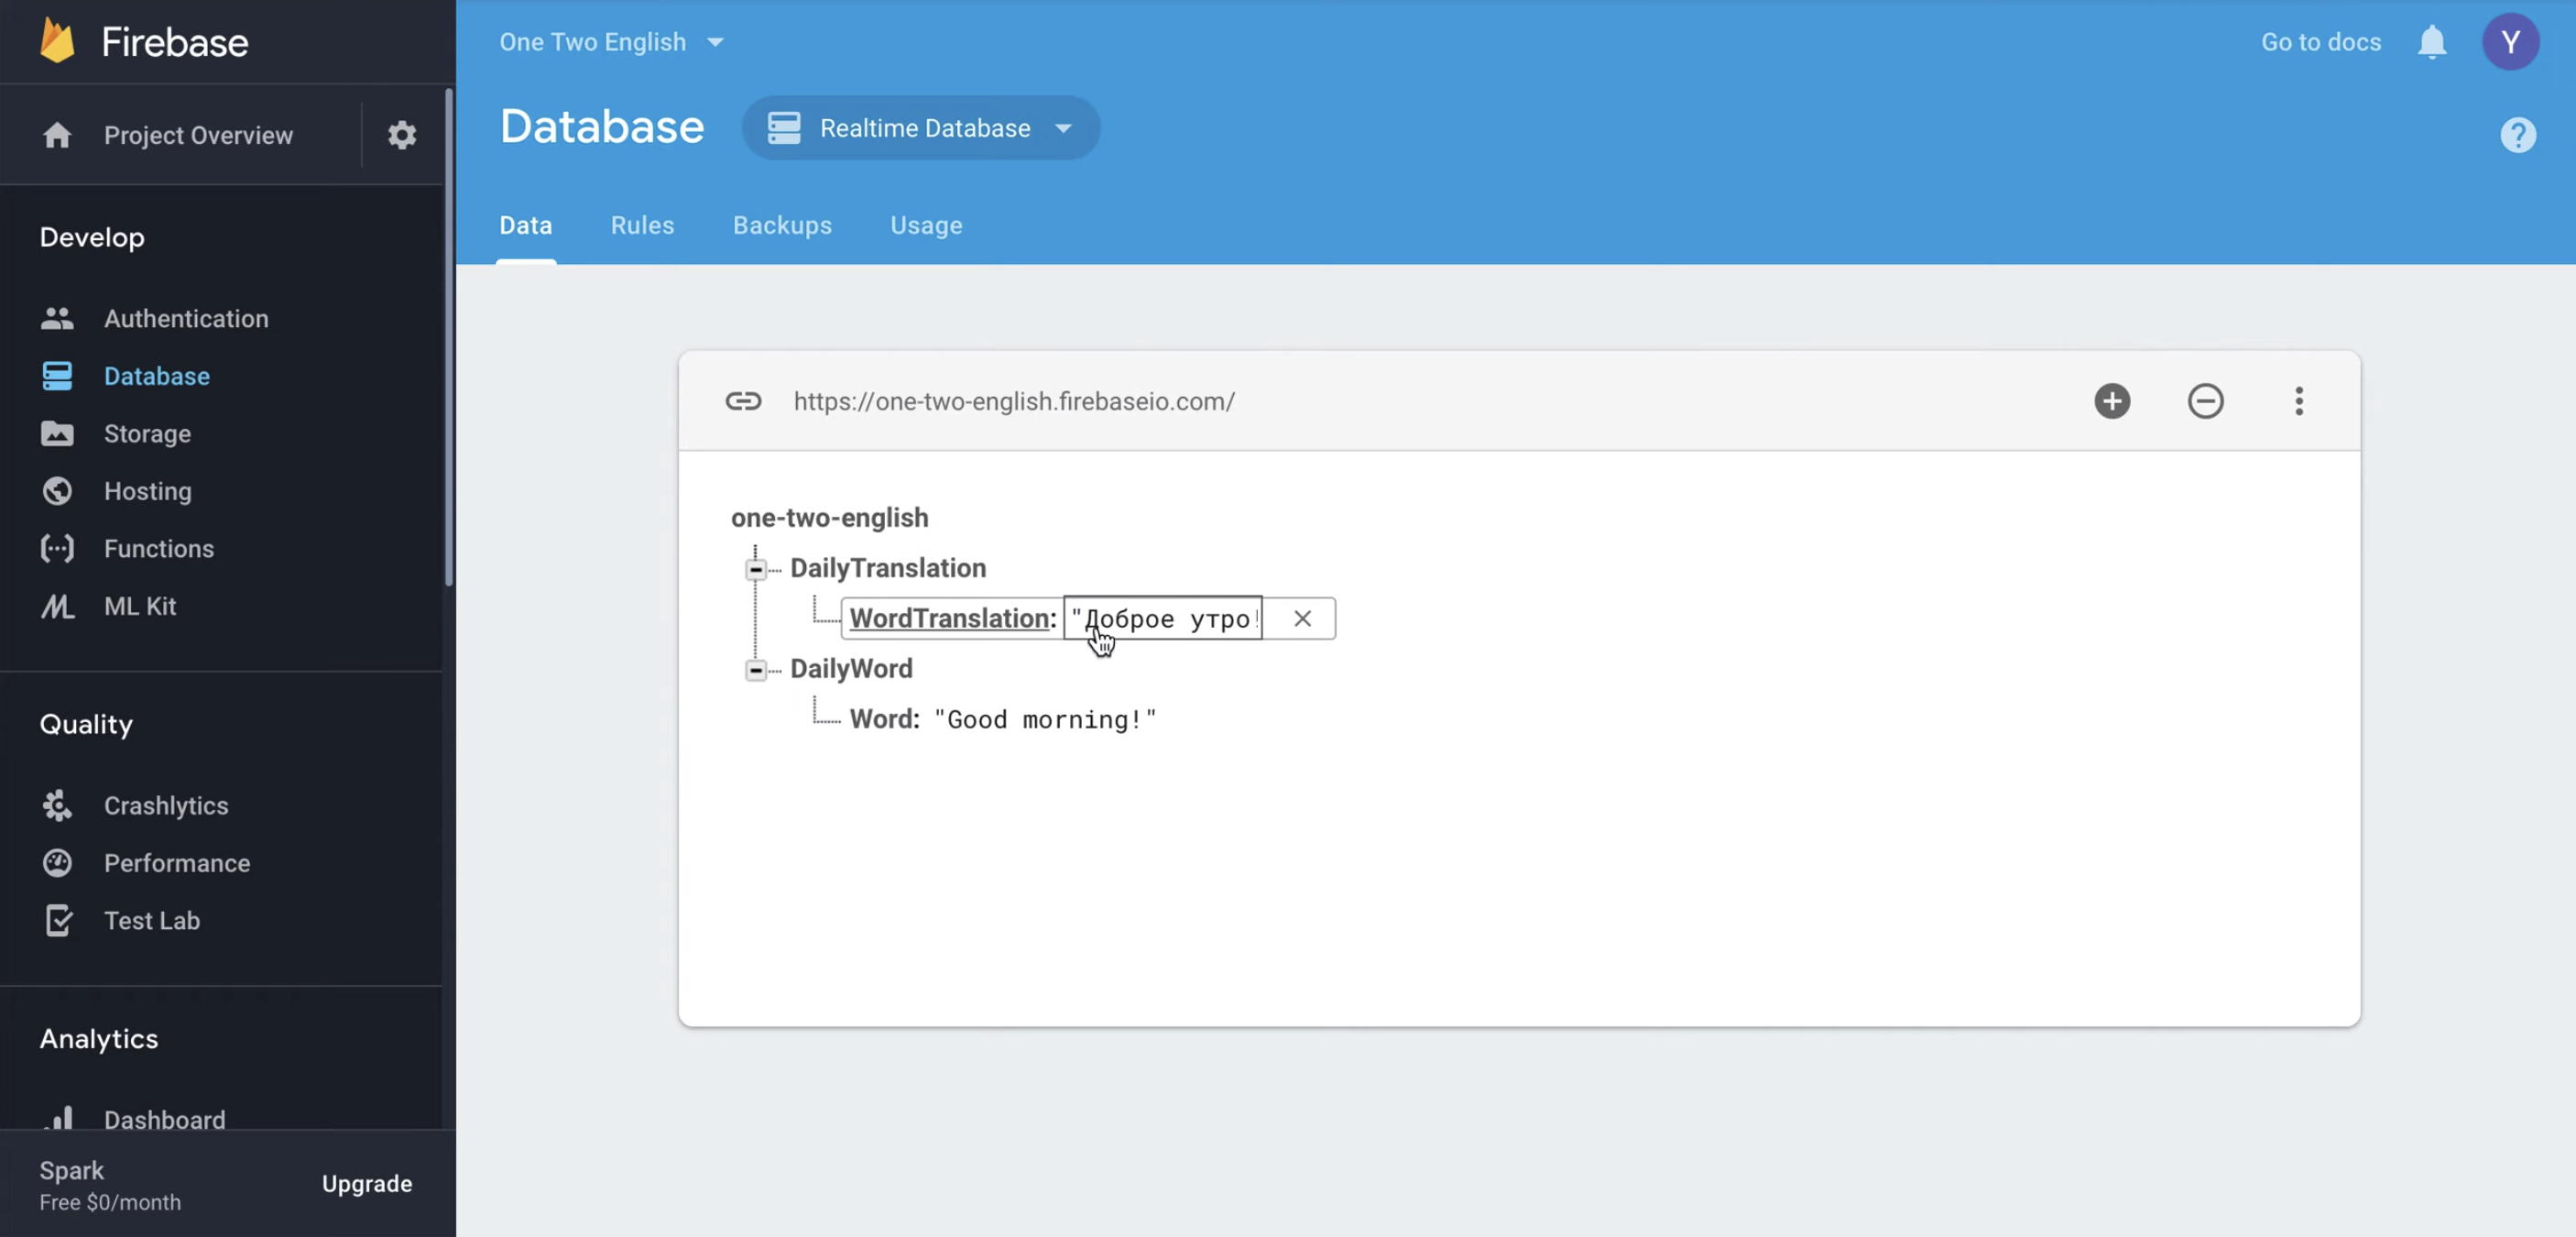 Firebase
Project Overview
Develop
Authentication
Database
Storage
Hosting
Functions
ML Kit
Quality
Crashlytics
Performance
Test Lab
Analytics
Dashboard
Spark
Free $0/month
Upgrade
One Two English
Go to docs
Y
Database
Realtime Database
?
Data Rules Backups Usage
https://one-two-english.firebaseio.com/
one-two-english
DailyTranslation
WordTranslation: "Доброе утро!
DailyWord
Word: "Good morning!"